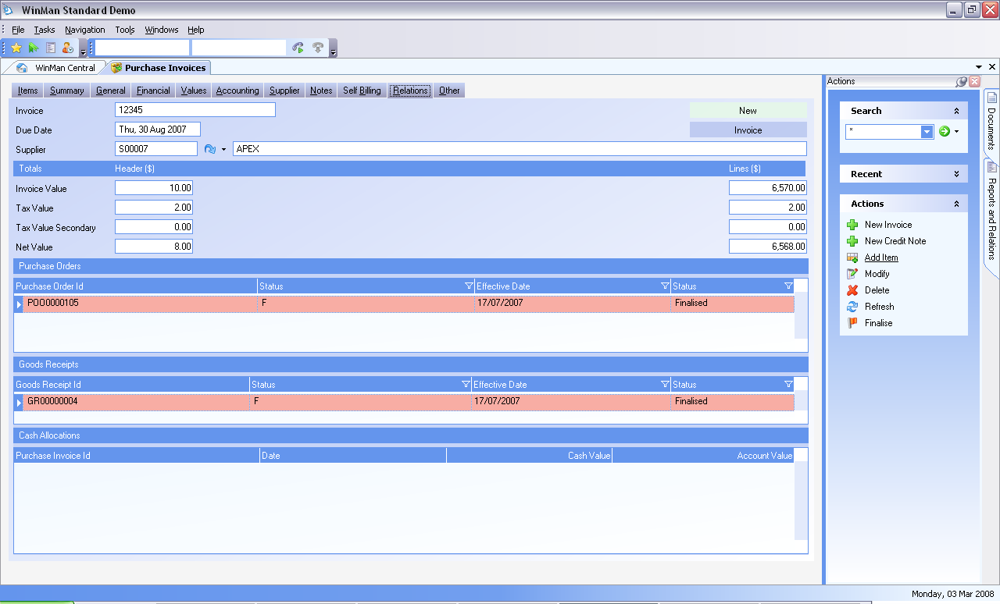 WinMan Standard Demo
File Tasks Navigation Tools Windows Help
WinMan Central Purchase Invoices
Items Summary General Financial Values Accounting Supplier Notes Self Billing Relations Other
Invoice 12345 New
Due Date Thu, 30 Aug 2007 Invoice
Supplier S00007 APEX
Totals Header ($) Lines ($)
Invoice Value 10.00 6,570.00
Tax Value 2.00 2.00
Tax Value Secondary 0.00 0.00
Net Value 8.00 6,568.00
Purchase Orders
Purchase Order Id Status Effective Date Status
POO0000105 F 17/07/2007 Finalised
Goods Receipts
Goods Receipt Id Status Effective Date Status
GR00000004 F 17/07/2007 Finalised
Cash Allocations
Purchase Invoice Id Date Cash Value Account Value
Actions
Search
*
Recent
Actions
New Invoice
New Credit Note
Add Item
Modify
Delete
Refresh
Finalise
Documents
Reports and Relations
Monday, 03 Mar 2008